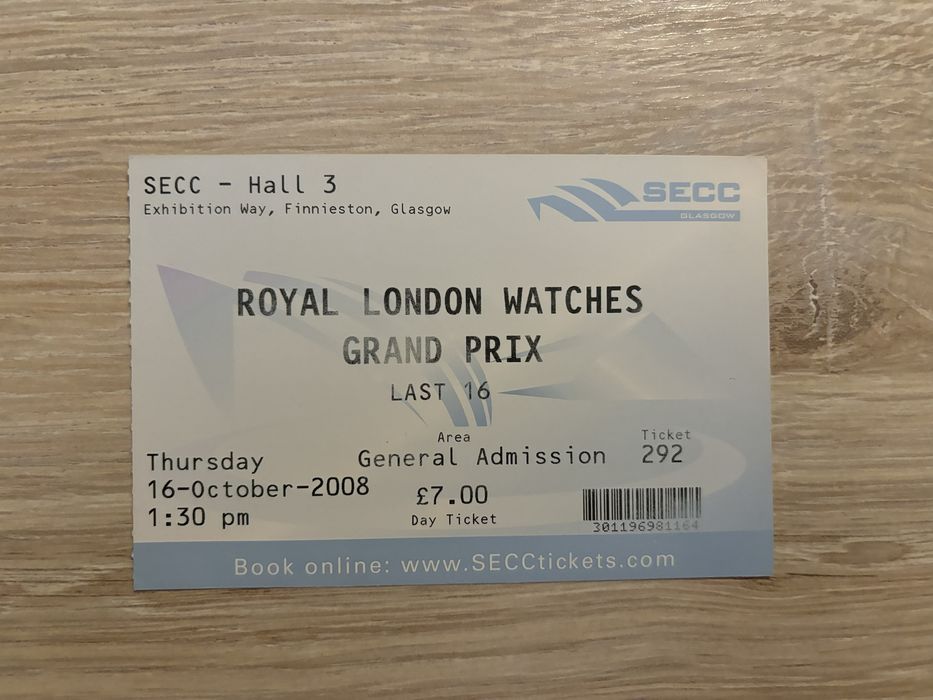 SECC - Hall 3
Exhibition Way, Finnieston, Glasgow
SECC
GLASGOW
ROYAL LONDON WATCHES
GRAND PRIX
LAST 16
Area
General Admission
Ticket
292
Thursday
16-October-2008
1:30 pm
£7.00
Day Ticket
301196981164
Book online: www.SECCtickets.com